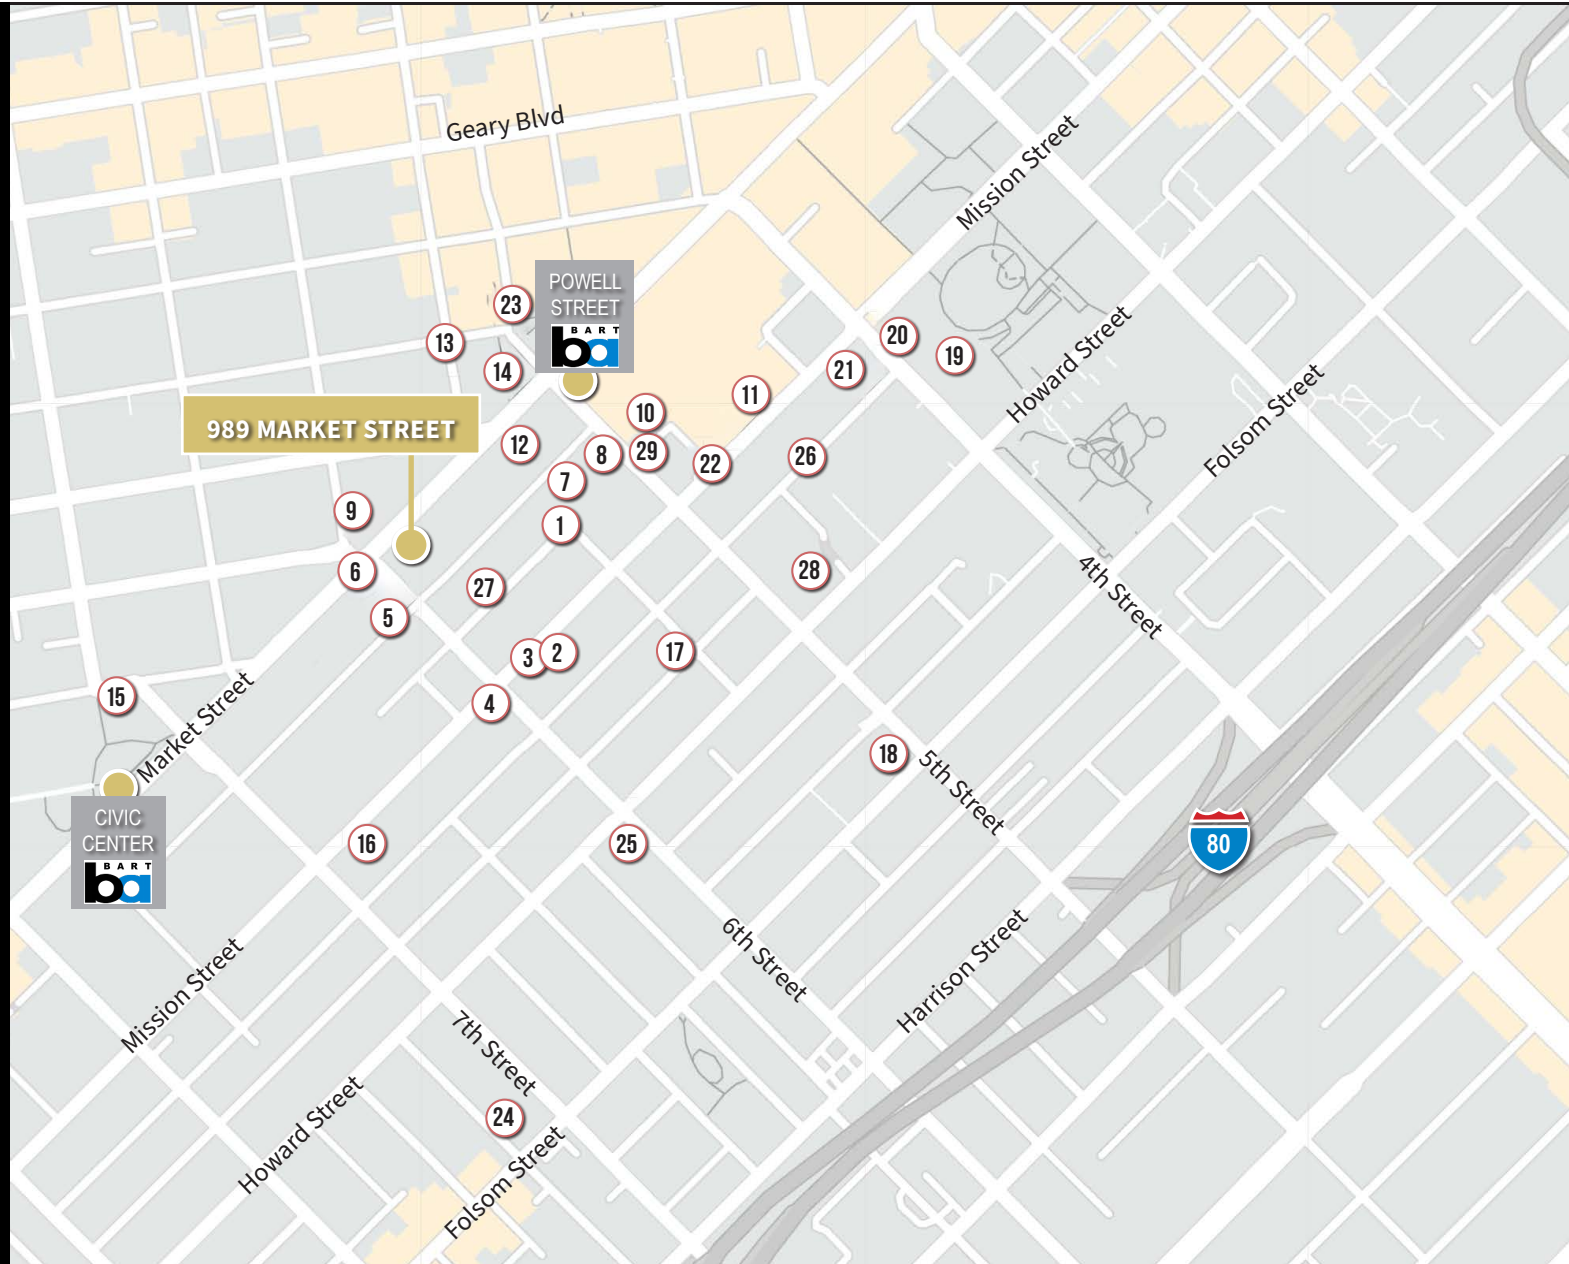 Geary Blvd
Mission Street
POWELL
STREET
BART
ba
23
13
14
20
19
21
Howard Street
11
10
989 MARKET STREET
12
8
29
22
26
Folsom Street
7
9
1
6
28
4th Street
27
5
3
2
17
15
4
Market Street
18
5th Street
CIVIC
CENTER
BART
ba
16
25
80
6th Street
Harrison Street
Mission Street
7th Street
24
Howard Street
Folsom Street